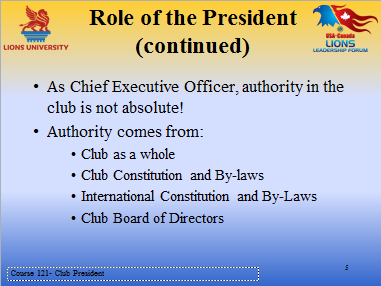 Role of the President
(continued)
LIONS UNIVERSITY
USA-Canada
LIONS
LEADERSHIP FORUM
• As Chief Executive Officer, authority in the
club is not absolute!
• Authority comes from:
• Club as a whole
• Club Constitution and By-laws
• International Constitution and By-Laws
• Club Board of Directors
Course 121- Club President
5